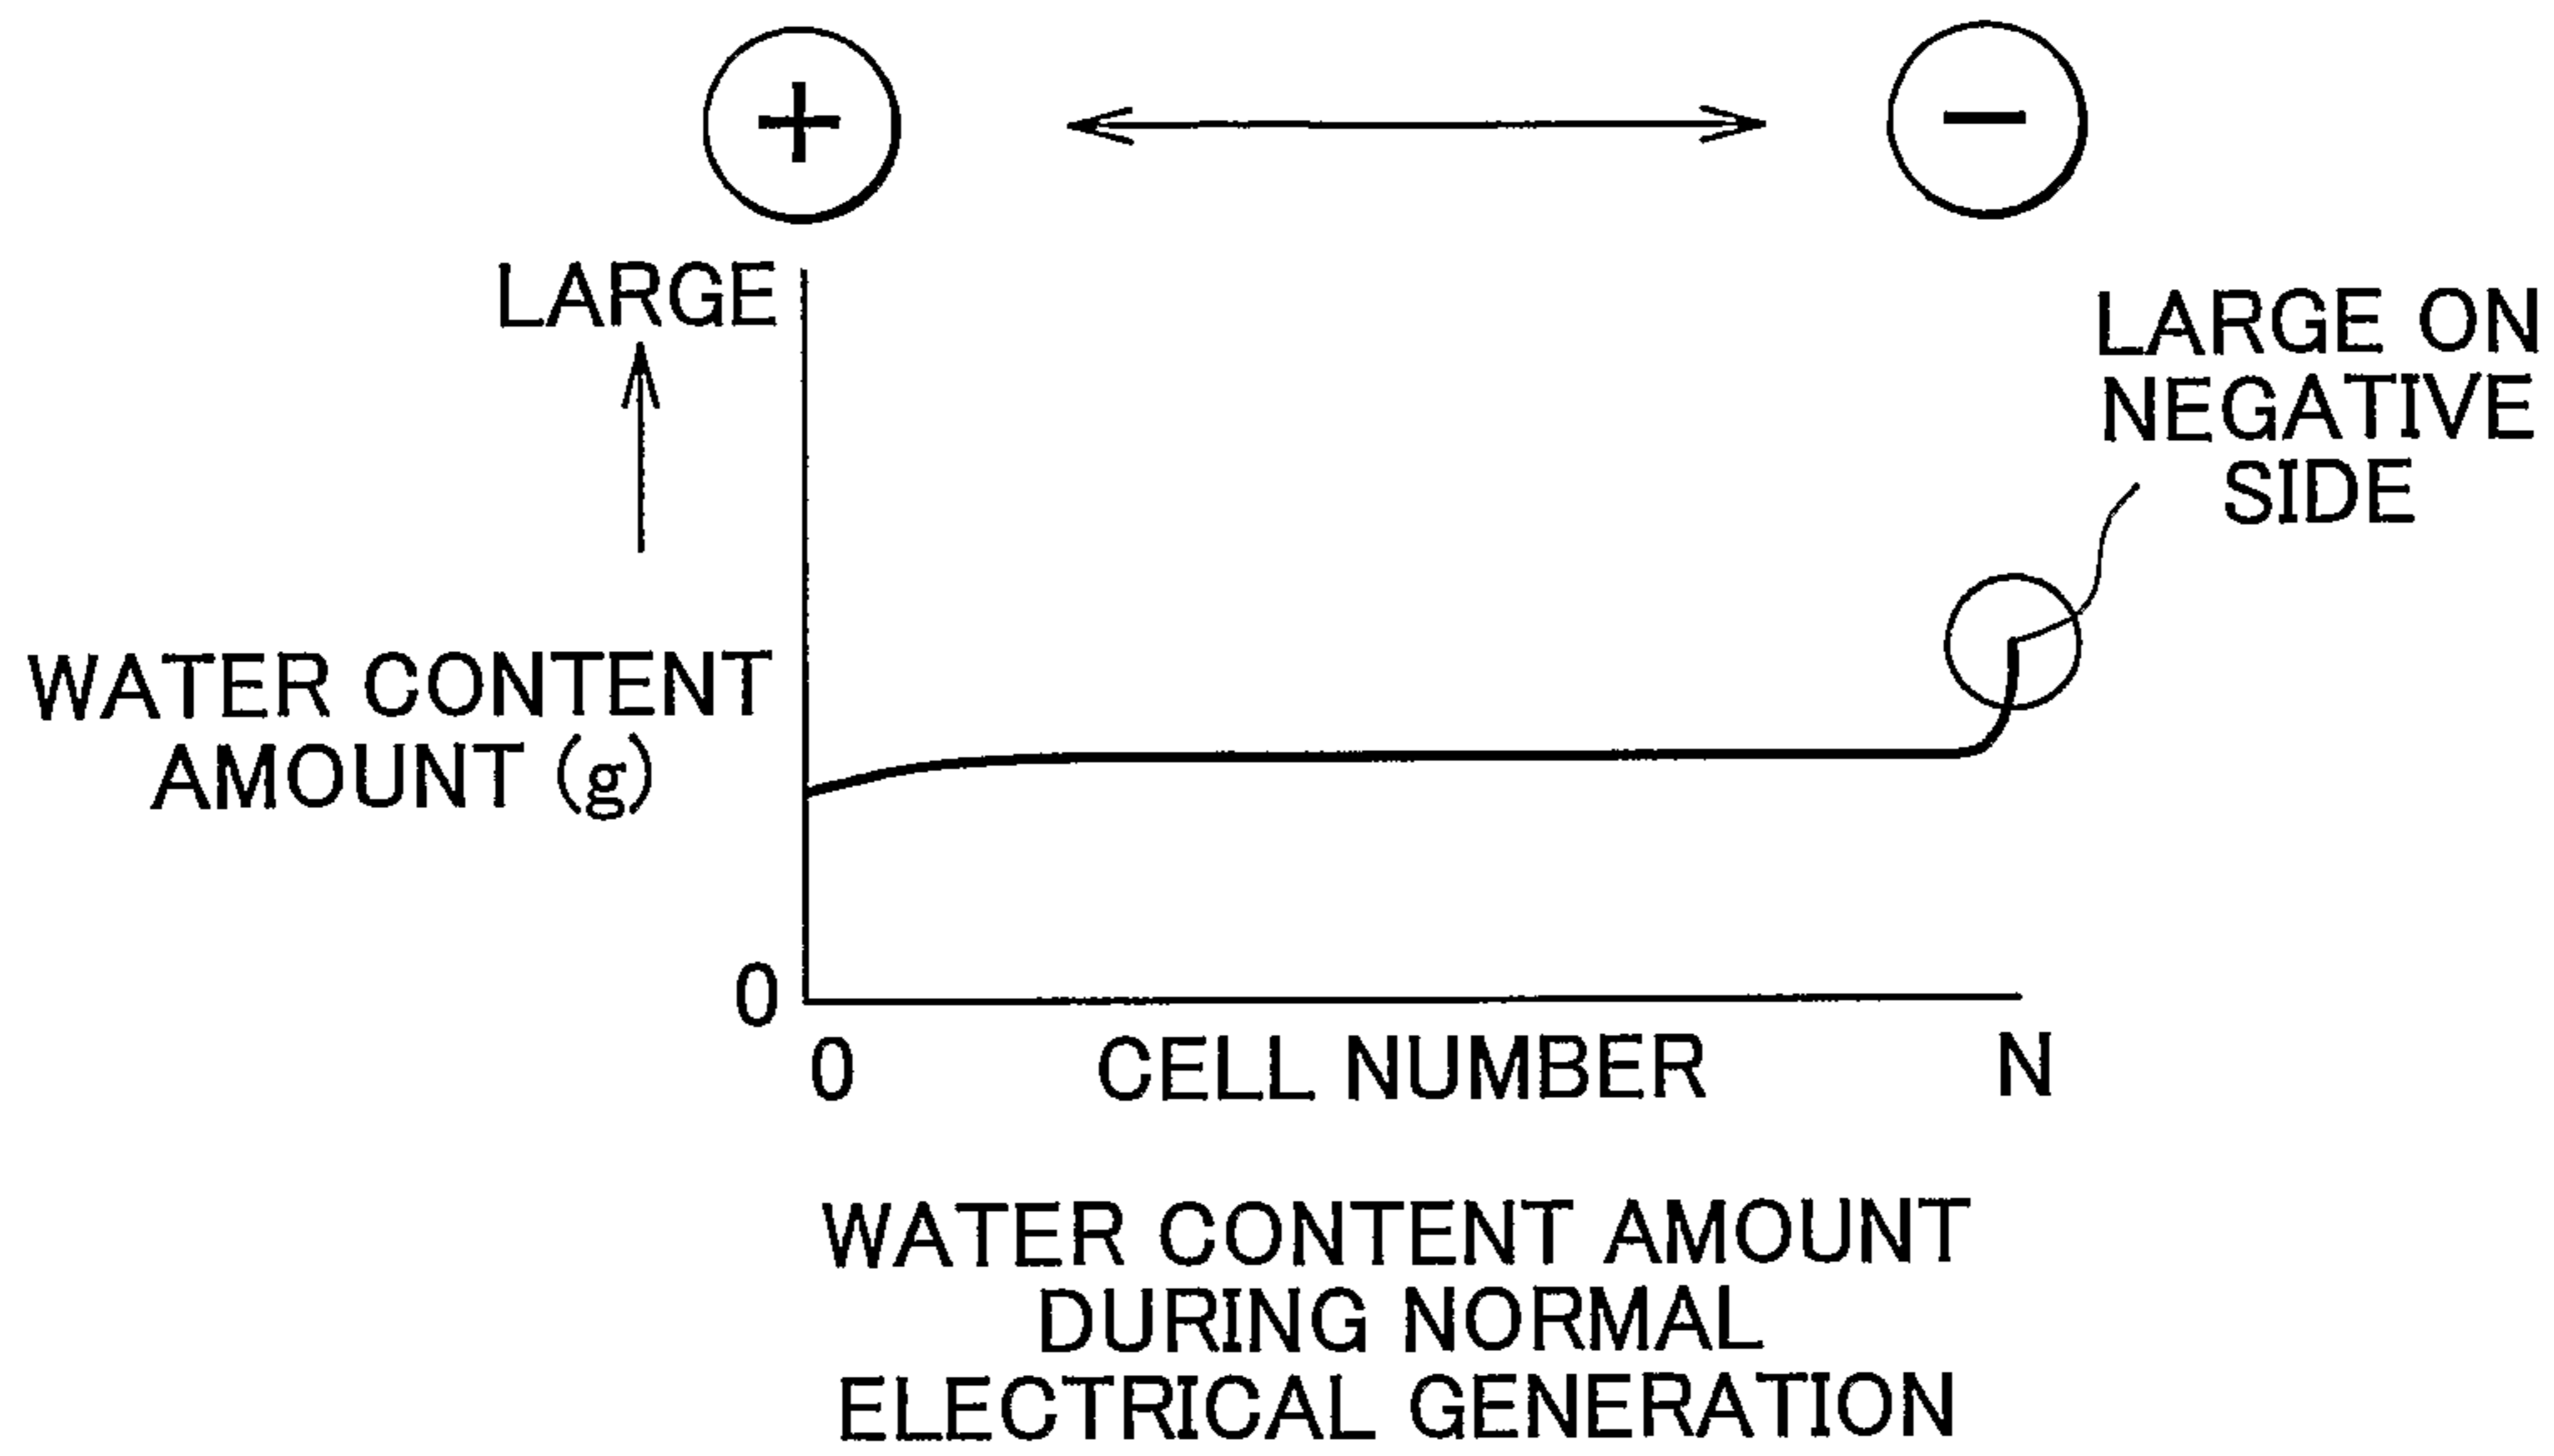 +
−
LARGE
LARGE ON
NEGATIVE
SIDE
WATER CONTENT
AMOUNT (g)
0
0
CELL NUMBER
N
WATER CONTENT AMOUNT
DURING NORMAL
ELECTRICAL GENERATION